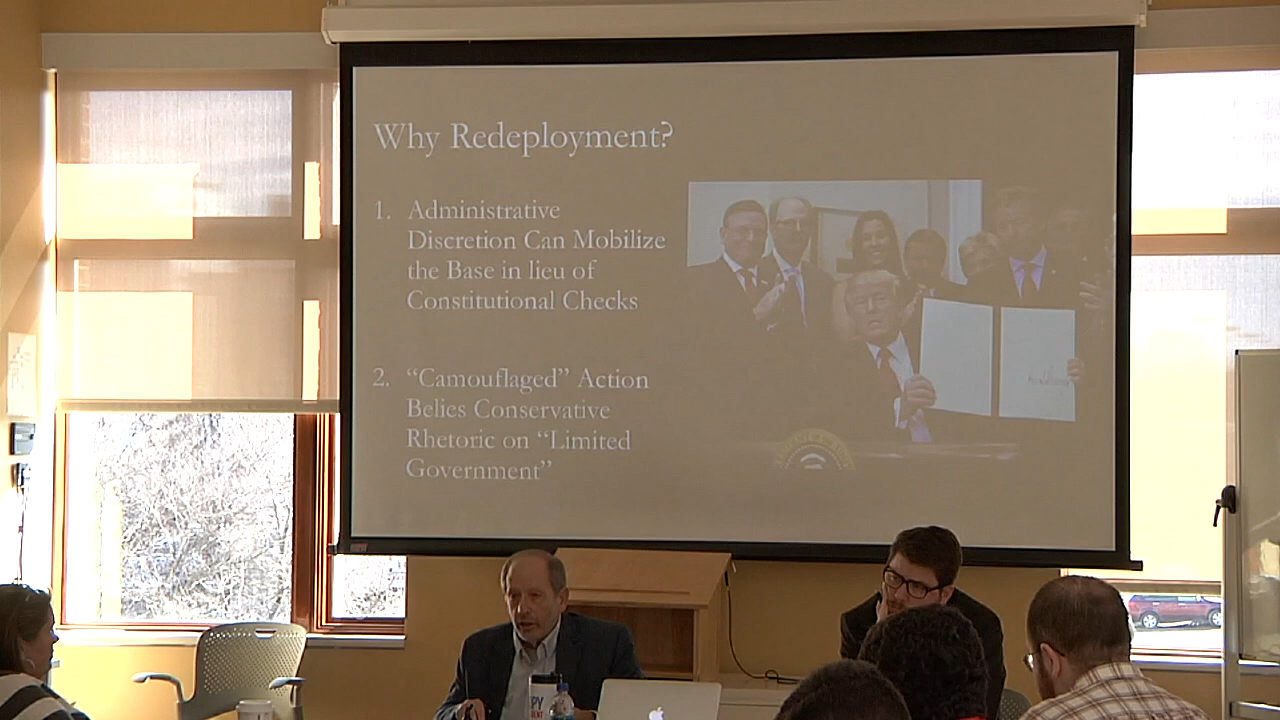 Why Redeployment?
1. Administrative
Discretion Can Mobilize
the Base in lieu of
Constitutional Checks
2. “Camouflaged” Action
Belies Conservative
Rhetoric on “Limited
Government”